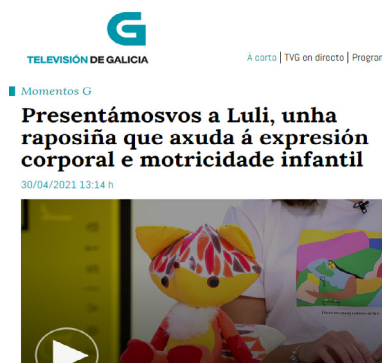 G
TELEVISIÓN DE GALICIA
Á carta | TVG en directo | Program
Momentos G
Presentámosvos a Luli, unha
raposiña que axuda á expresión
corporal e motricidade infantil
30/04/2021 13:14 h